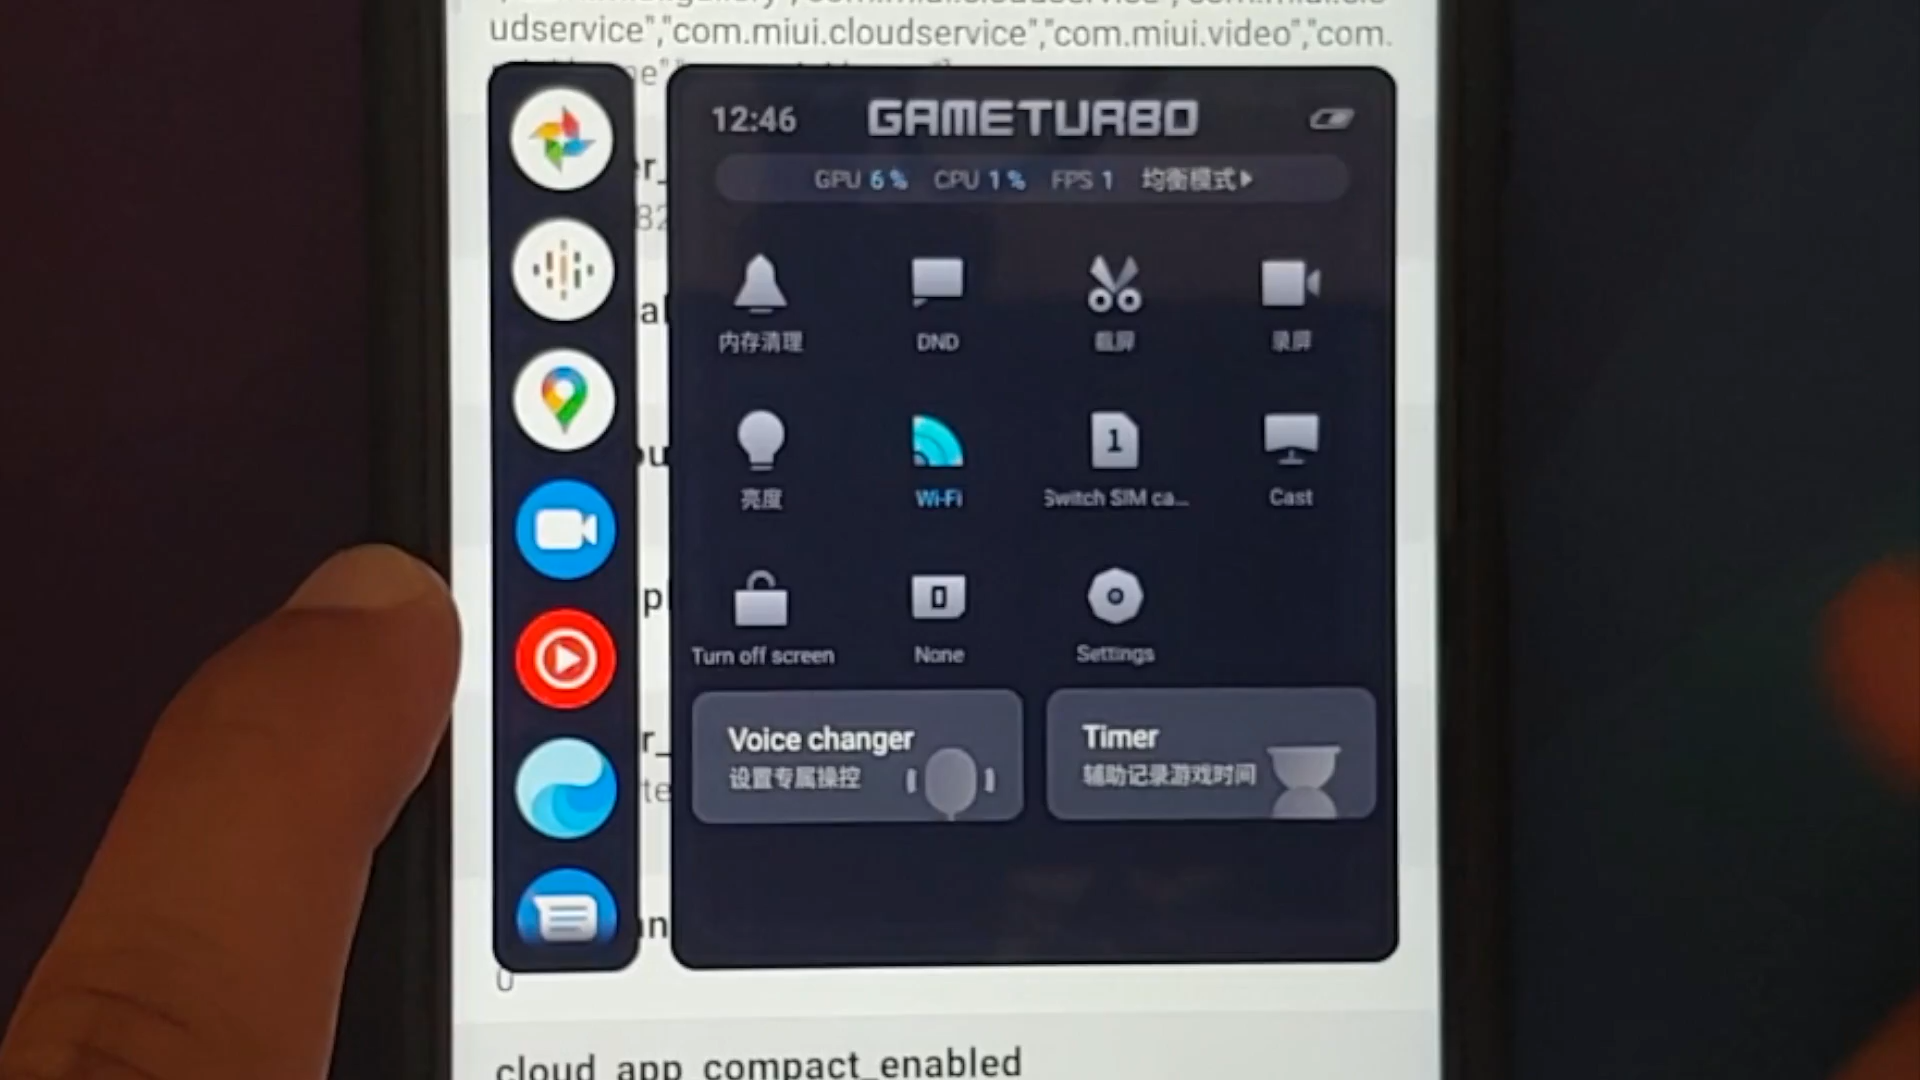 udservice","com.miui.cloudservice","com.miui.video","com.
12:46 GAMETURBO
GPU 6% CPU 1% FPS 1 均衡模式
内存清理 DND 截屏 录屏
1
亮度 Wi-Fi Switch SIM ca... Cast
0
Turn off screen None Settings
Voice changer
设置专属操控
Timer
辅助记录游戏时间
0
cloud_app_compact_enabled